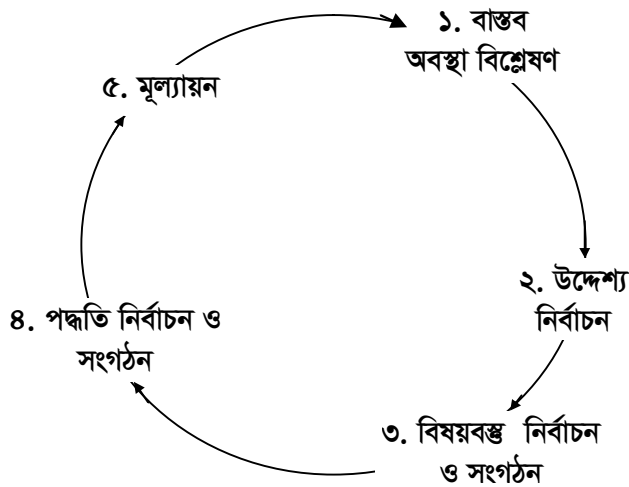 ১. বাস্তব
অবস্থা বিশ্লেষণ
২. উদ্দেশ্য
নির্বাচন
৩. বিষয়বস্তু নির্বাচন
ও সংগঠন
৪. পদ্ধতি নির্বাচন ও
সংগঠন
৫. মূল্যায়ন